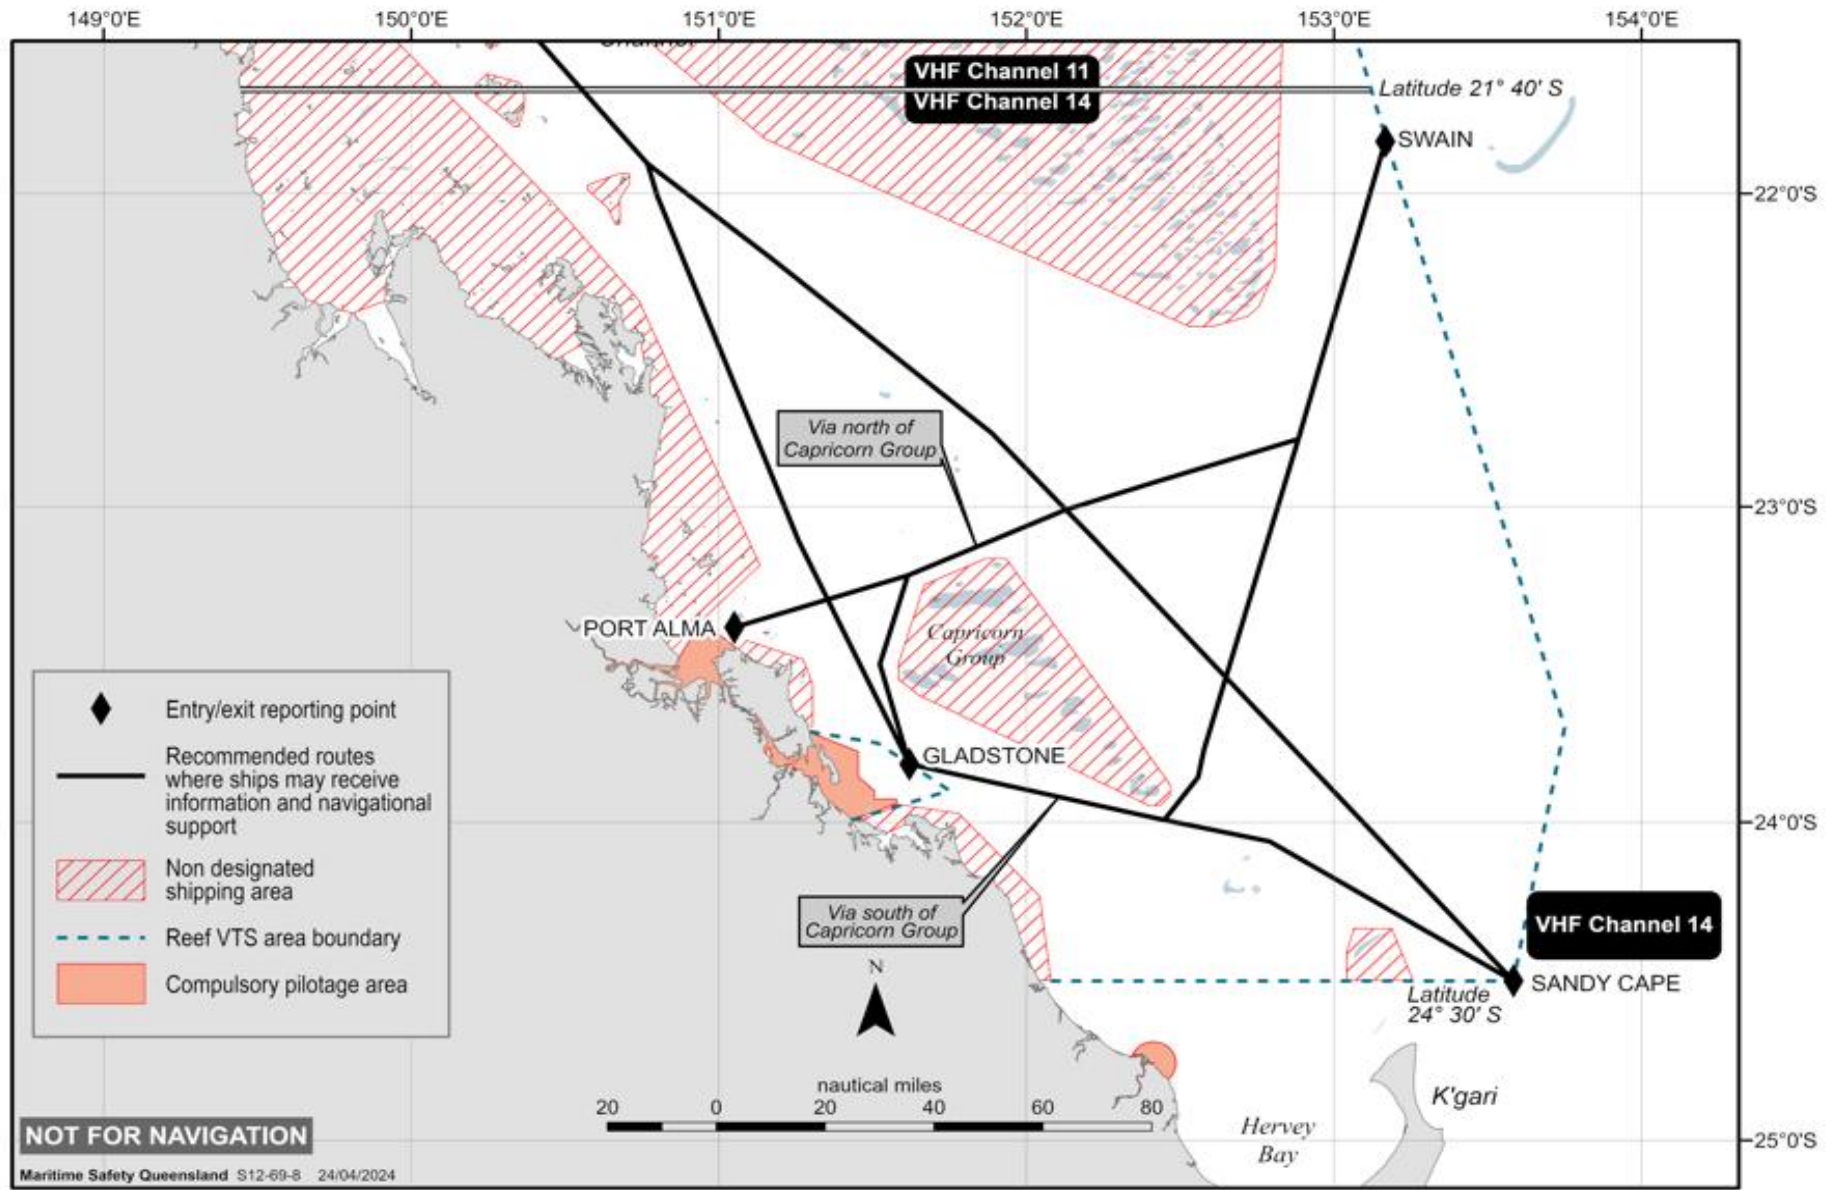 149°0'E
150°0'E
151°0'E
152°0'E
153°0'E
154°0'E
VHF Channel 11
VHF Channel 14
Latitude 21° 40' S
SWAIN
22°0'S
Via north of
Capricorn Group
23°0'S
PORT ALMA
Capricorn
Group
GLADSTONE
24°0'S
Entry/exit reporting point
Recommended routes
where ships may receive
information and navigational
support
Non designated
shipping area
Reef VTS area boundary
Compulsory pilotage area
Via south of
Capricorn Group
VHF Channel 14
SANDY CAPE
Latitude
24° 30' S
N
nautical miles
20 0 20 40 60 80
K'gari
Hervey
Bay
25°0'S
NOT FOR NAVIGATION
Maritime Safety Queensland S12-69-8 24/04/2024